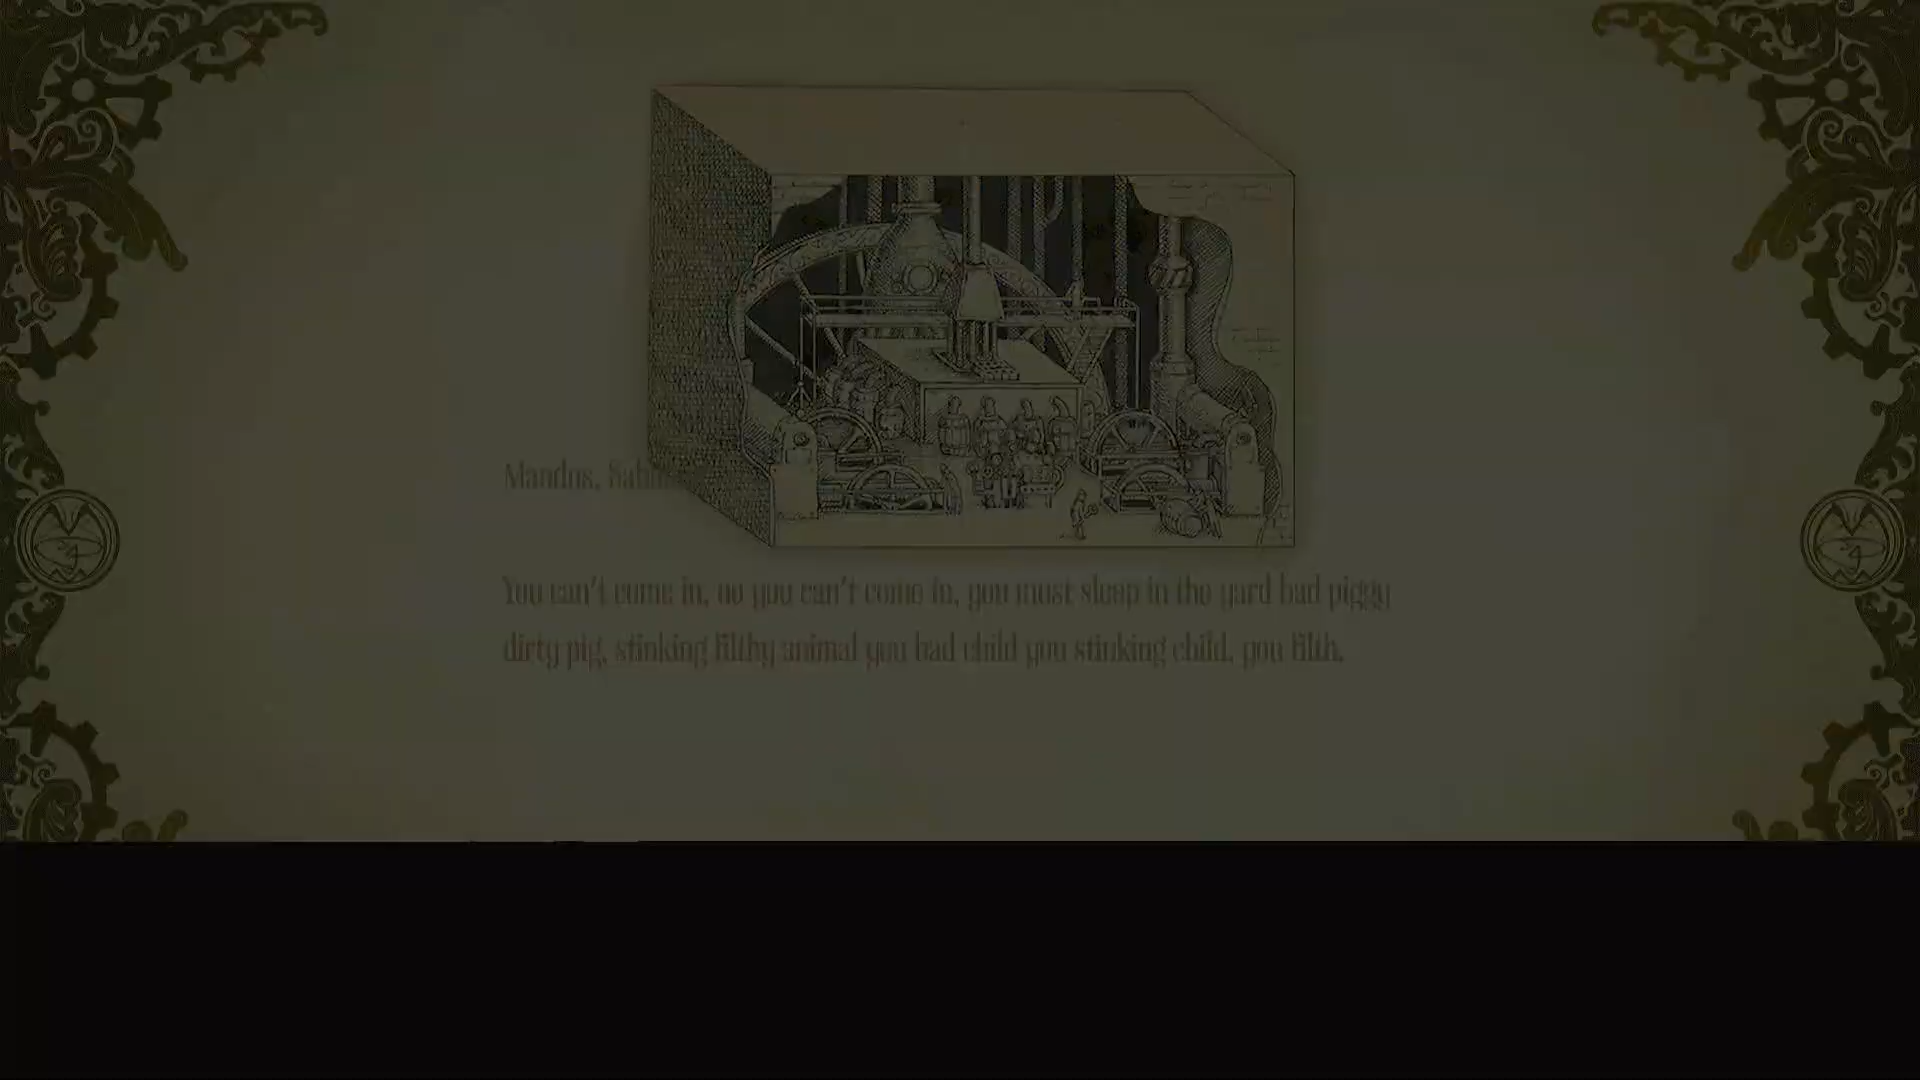 Mandus,
You can't come in, no you can't come in, you must sleep in the yard bad piggy
dirty pig, stinking filthy animal you bad child you stinking child, you filth.